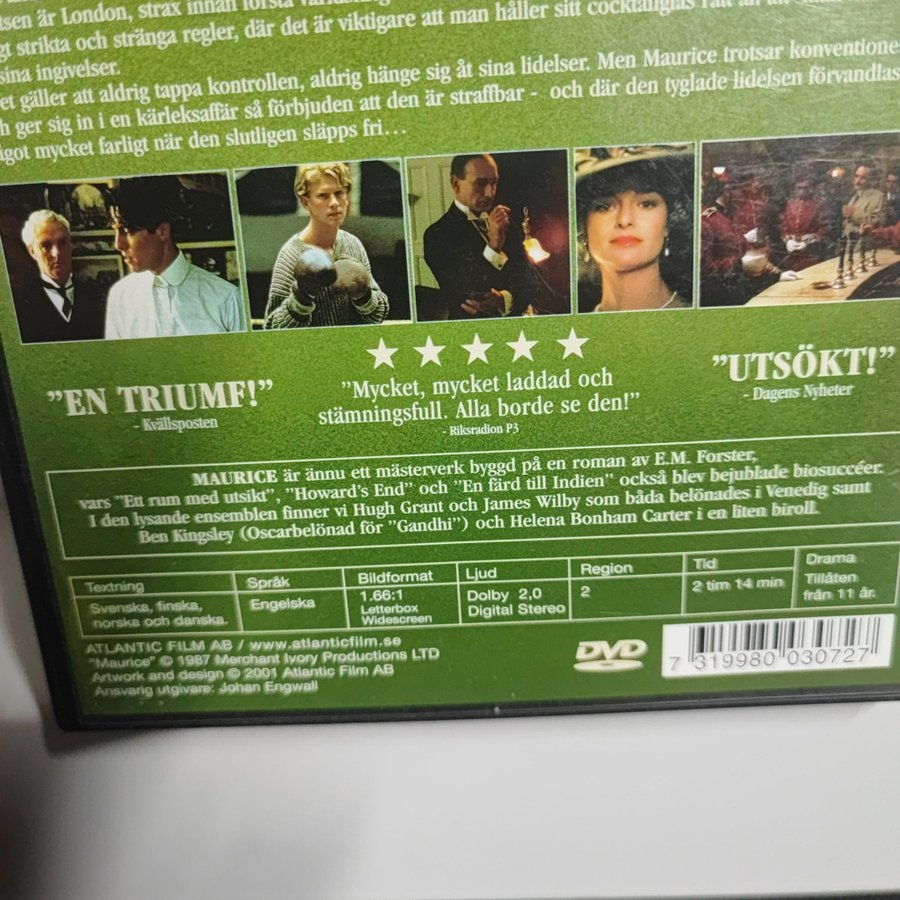 tsen är London, strax innan första
gt strikta och stränga regler, där det är viktigare att man håller sitt cocktailglas rätt än att
sina ingivelser.
et gäller att aldrig tappa kontrollen, aldrig hänge sig åt sina lidelser. Men Maurice trotsar konventione
h ger sig in i en kärleksaffär så förbjuden att den är straffbar - och där den tyglade lidelsen förvandlas
ågot mycket farligt när den slutligen släpps fri…
"EN TRIUMF!"
- Kvällsposten
"Mycket, mycket laddad och
stämningsfull. Alla borde se den!"
- Riksradion P3
"UTSÖKT!"
- Dagens Nyheter
MAURICE är ännu ett mästerverk byggd på en roman av E.M. Forster,
vars "Ett rum med utsikt", "Howard's End" och "En färd till Indien" också blev bejublade biosuccéer.
I den lysande ensemblen finner vi Hugh Grant och James Wilby som båda belönades i Venedig samt
Ben Kingsley (Oscarbelönad för "Gandhi") och Helena Bonham Carter i en liten biroll.
Textning
Svenska, finska,
norska och danska.
Språk
Engelska
Bildformat
1.66:1
Letterbox
Widescreen
Ljud
Dolby 2,0
Digital Stereo
Region
2
Tid
2 tim 14 min
Drama
Tillåten
från 11 år.
ATLANTIC FILM AB / www.atlanticfilm.se
"Maurice" © 1987 Merchant Ivory Productions LTD
Artwork and design © 2001 Atlantic Film AB
Ansvarig utgivare: Johan Engwall
DVD
7 319980 030727